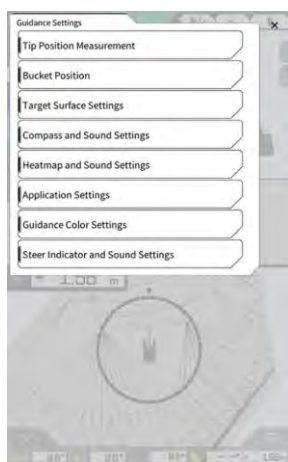 Guidance Settings
×
Tip Position Measurement
Bucket Position
Target Surface Settings
Compass and Sound Settings
Heatmap and Sound Settings
Application Settings
Guidance Color Settings
Steer Indicator and Sound Settings
1.00 m